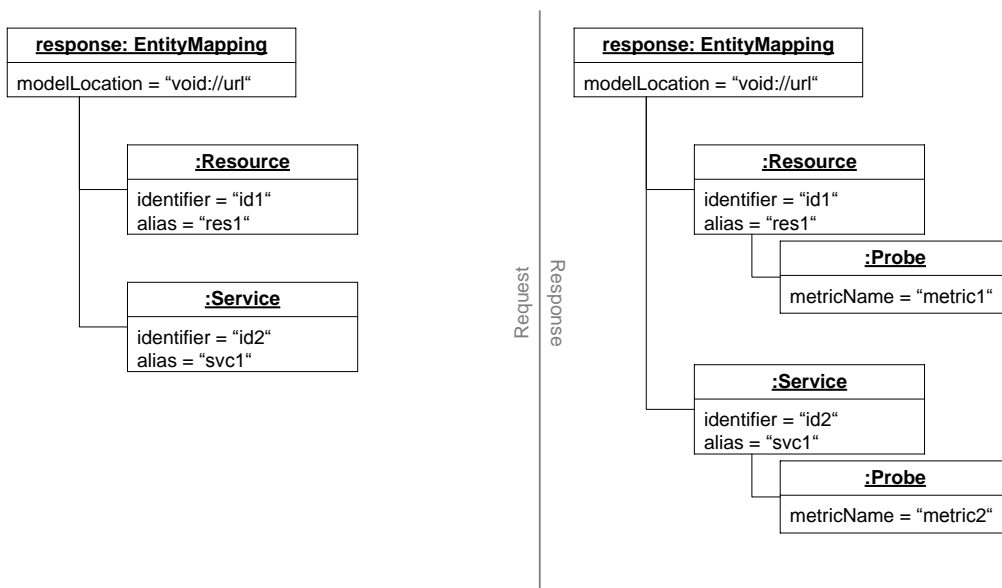 response: EntityMapping
modelLocation = “void://url“
:Resource
identifier = “id1“
alias = “res1“
:Service
identifier = “id2“
alias = “svc1“
Request
Response
response: EntityMapping
modelLocation = “void://url“
:Resource
identifier = “id1“
alias = “res1“
:Probe
metricName = “metric1“
:Service
identifier = “id2“
alias = “svc1“
:Probe
metricName = “metric2“